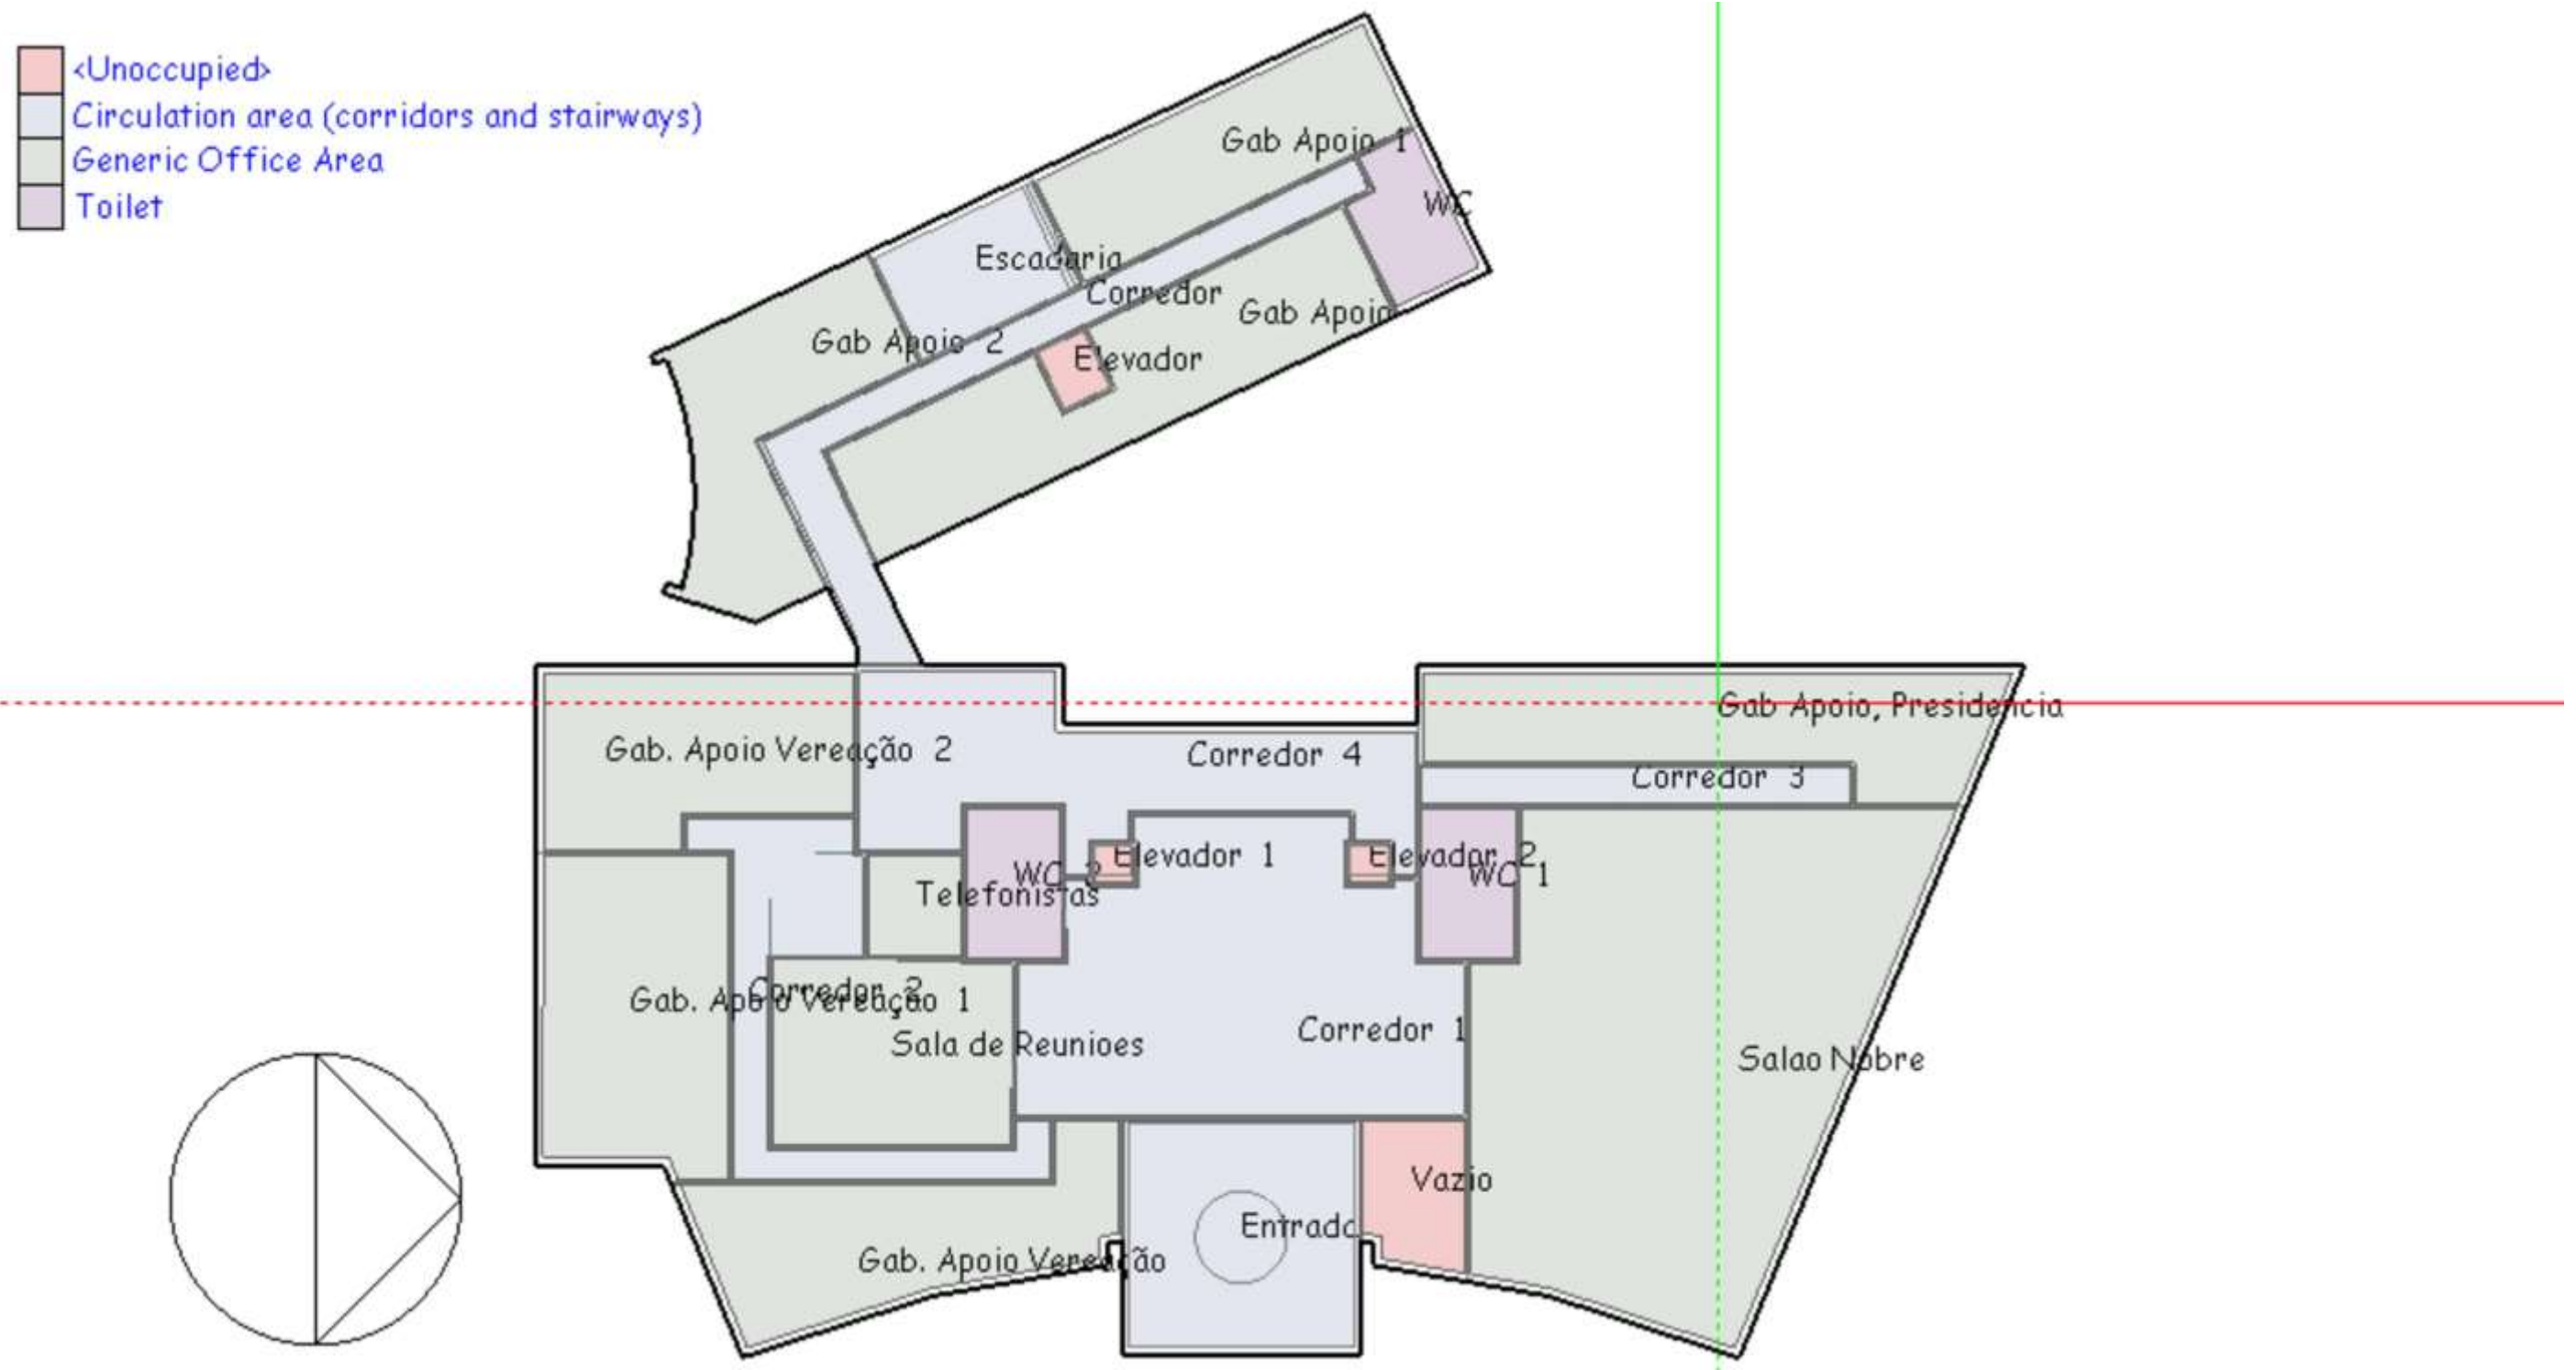 <Unoccupied>
Circulation area (corridors and stairways)
Generic Office Area
Toilet
Gab Apoio 1
WC
Escadaria
Corredor
Gab Apoio
Gab Apoio 2
Elevador
Gab Apoio, Presidencia
Gab. Apoio Vereação 2
Corredor 4
Corredor 3
Elevador 1
Elevador 2
WC 2
WC 1
Telefonistas
Corredor 2
Gab. Apoio Vereação 1
Sala de Reunioes
Corredor 1
Salao Nobre
Vazio
Entrada
Gab. Apoio Vereação